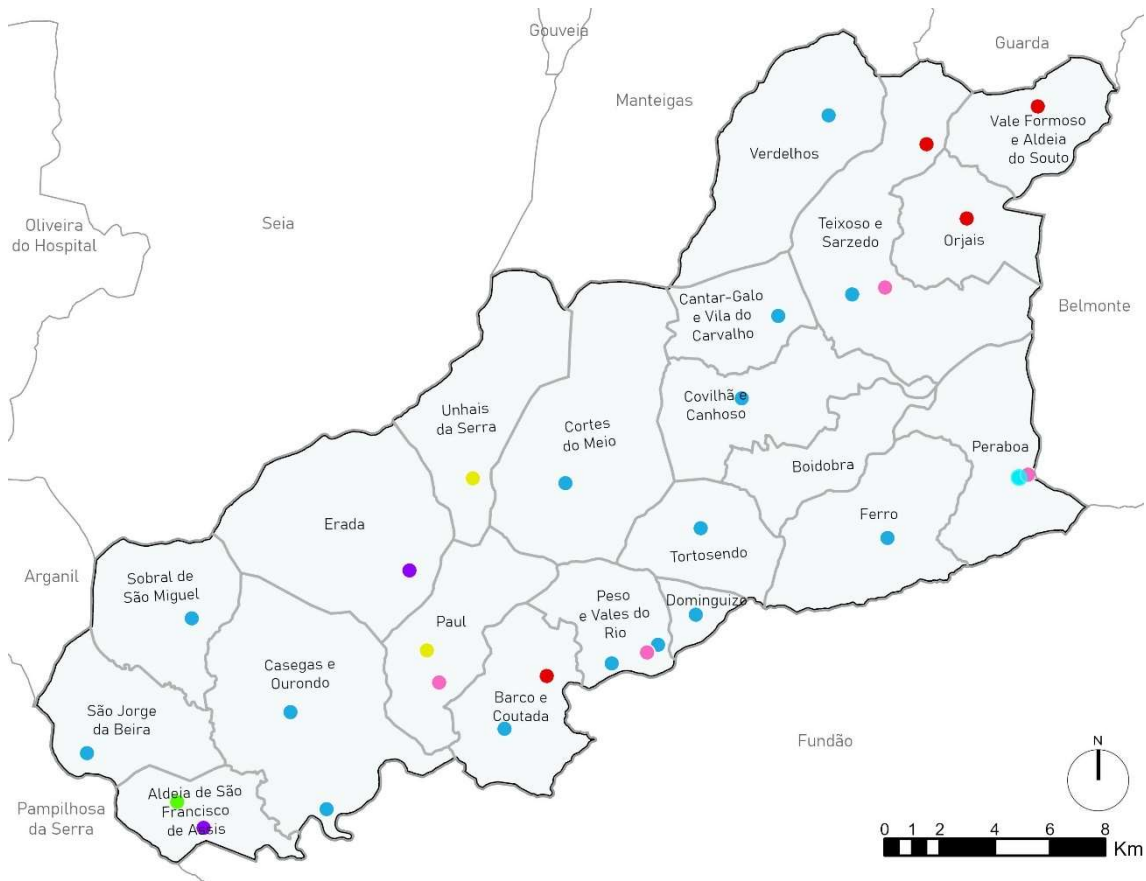 Gouveia
Guarda
Manteigas
Vale Formoso
e Aldeia
do Souto
Verdelhos
Oliveira
do Hospital
Seia
Teixoso e
Sarzedo
Orjais
Cantar-Galo
e Vila do
Carvalho
Belmonte
Covilhã e
Canhoso
Unhais
da Serra
Cortes
do Meio
Boidobra
Peraboa
Erada
Ferro
Tortosendo
Arganil
Sobral de
São Miguel
Peso
e Vales do
Rio
Dominguizo
Paul
Casegas e
Ourondo
Barco e
Coutada
São Jorge
da Beira
Fundão
N
Pampilhosa
da Serra
Aldeia de São
Francisco
de Assis
0 1 2 4 6 8
Km